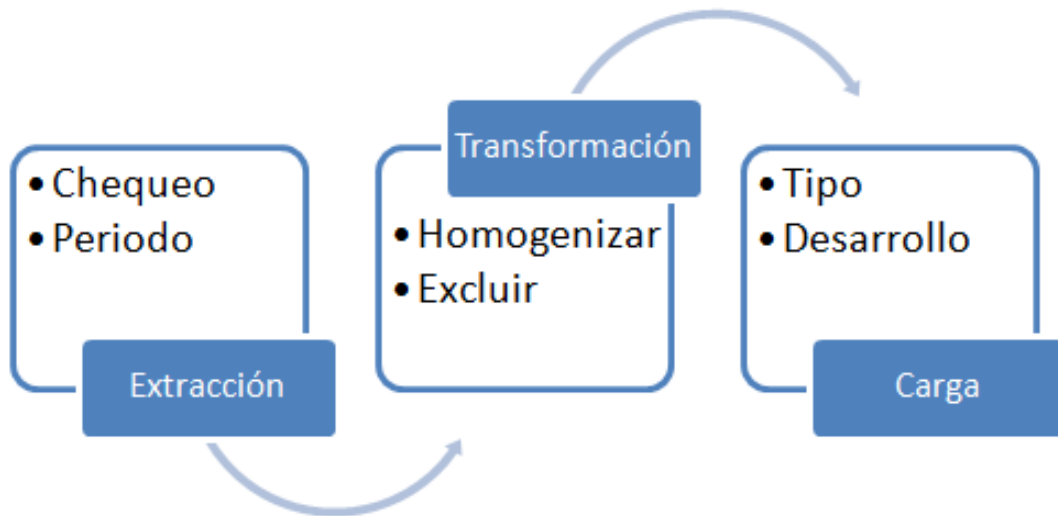 • Chequeo
• Periodo
Extracción
Transformación
• Homogenizar
• Excluir
• Tipo
• Desarrollo
Carga